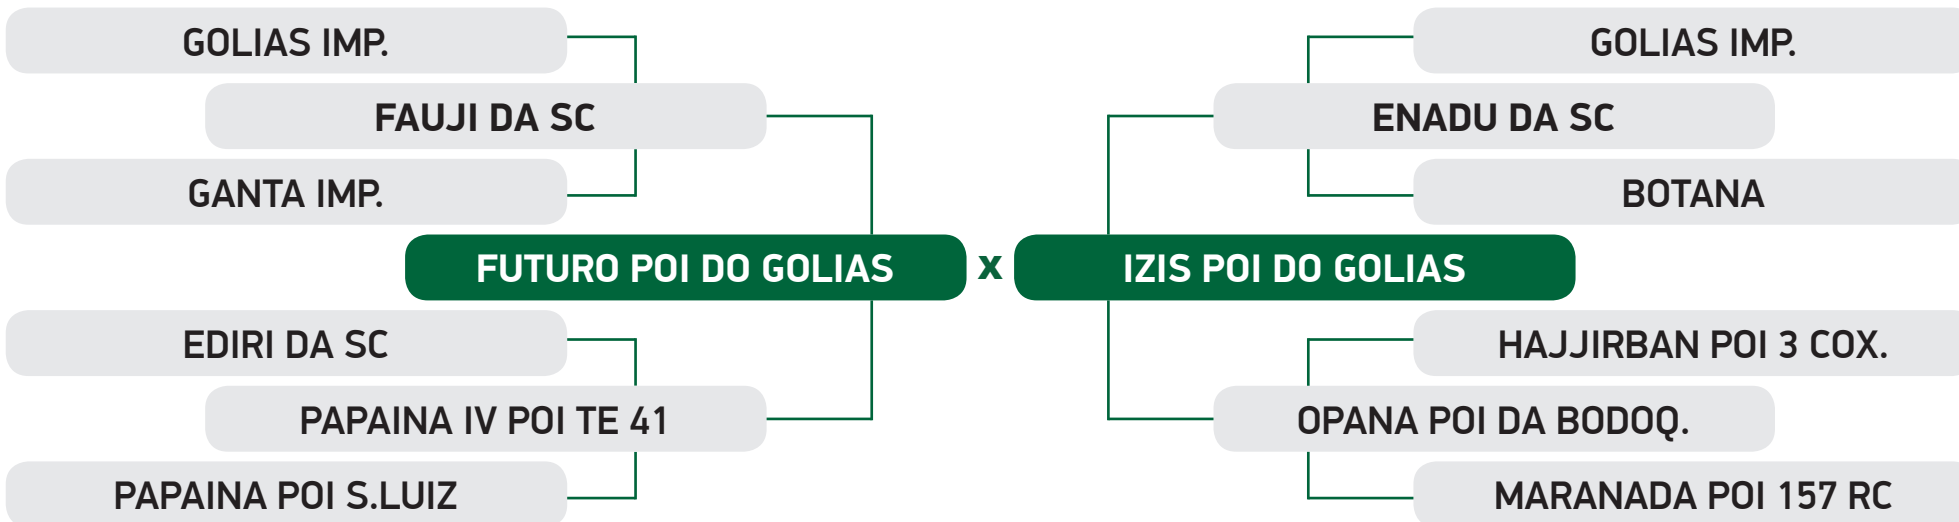 GOLIAS IMP.
GOLIAS IMP.
FAUJI DA SC
ENADU DA SC
GANTA IMP.
BOTANA
FUTURO POI DO GOLIAS x IZIS POI DO GOLIAS
EDIRI DA SC
HAJJIRBAN POI 3 COX.
PAPAINA IV POI TE 41
OPANA POI DA BODOQ.
PAPAINA POI S.LUIZ
MARANADA POI 157 RC